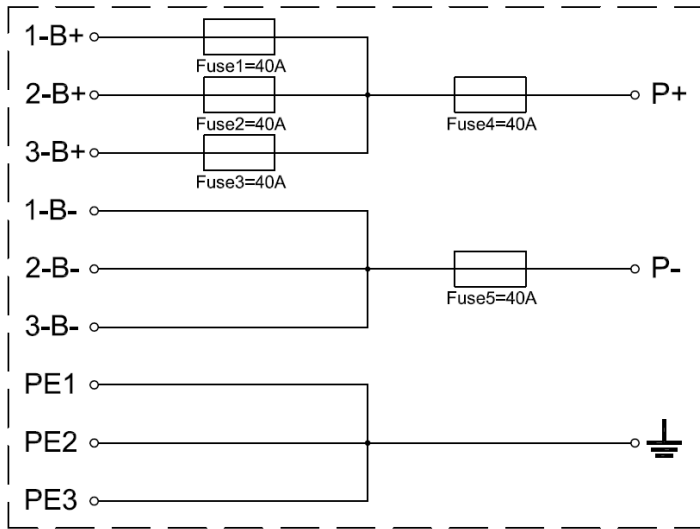 1-B+
Fuse1=40A
2-B+
Fuse2=40A
Fuse4=40A
P+
3-B+
Fuse3=40A
1-B-
2-B-
Fuse5=40A
P-
3-B-
PE1
PE2
PE3